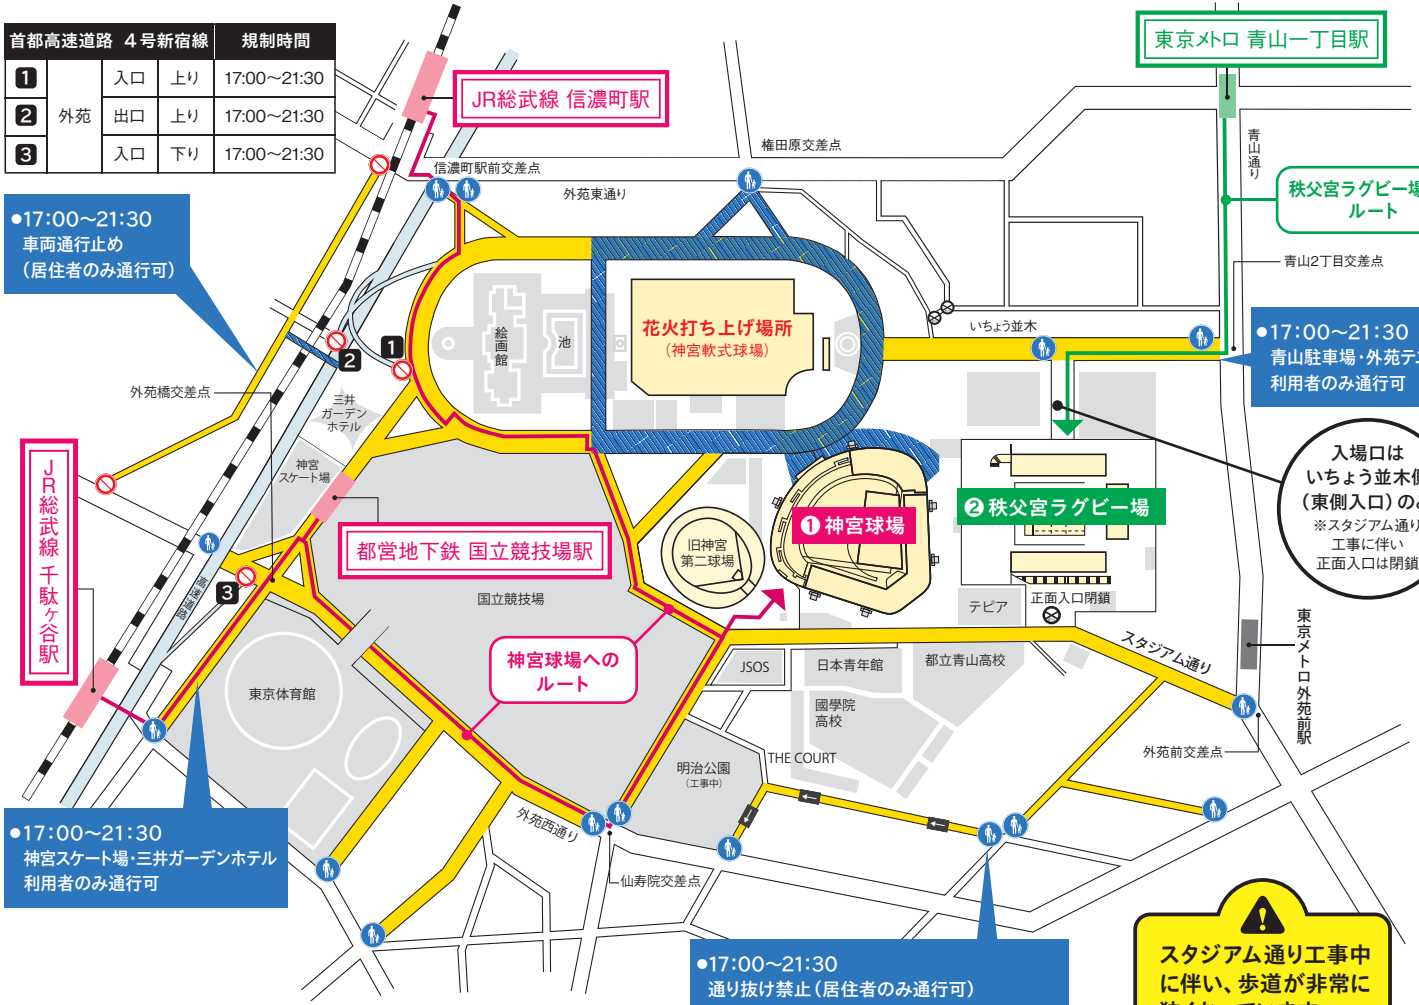 首都高速道路 4号新宿線 規制時間
1 外苑 入口 上り 17:00〜21:30
2 出口 上り 17:00〜21:30
3 入口 下り 17:00〜21:30
JR総武線 信濃町駅
東京メトロ 青山一丁目駅
権田原交差点
信濃町駅前交差点
外苑東通り
青山通り
秩父宮ラグビー場
ルート
●17:00〜21:30
車両通行止め
(居住者のみ通行可)
青山2丁目交差点
絵画館
池
花火打ち上げ場所
(神宮軟式球場)
いちょう並木
●17:00〜21:30
青山駐車場・外苑テニ
利用者のみ通行可
1
2
外苑橋交差点
三井
ガーデン
ホテル
神宮
スケート場
入場口は
いちょう並木側
(東側入口)のみ
※スタジアム通り
工事に伴い
正面入口は閉鎖
JR総武線 千駄ヶ谷駅
都営地下鉄 国立競技場駅
旧神宮
第二球場
❶神宮球場
❷秩父宮ラグビー場
3
高速道路
国立競技場
テピア
正面入口閉鎖
東京メトロ 外苑前駅
神宮球場への
ルート
JSOS
日本青年館
都立青山高校
スタジアム通り
東京体育館
國學院
高校
外苑前交差点
明治公園
(工事中)
THE COURT
外苑西通り
●17:00〜21:30
神宮スケート場・三井ガーデンホテル
利用者のみ通行可
仙寿院交差点
●17:00〜21:30
通り抜け禁止(居住者のみ通行可)
スタジアム通り工事中
に伴い、歩道が非常に